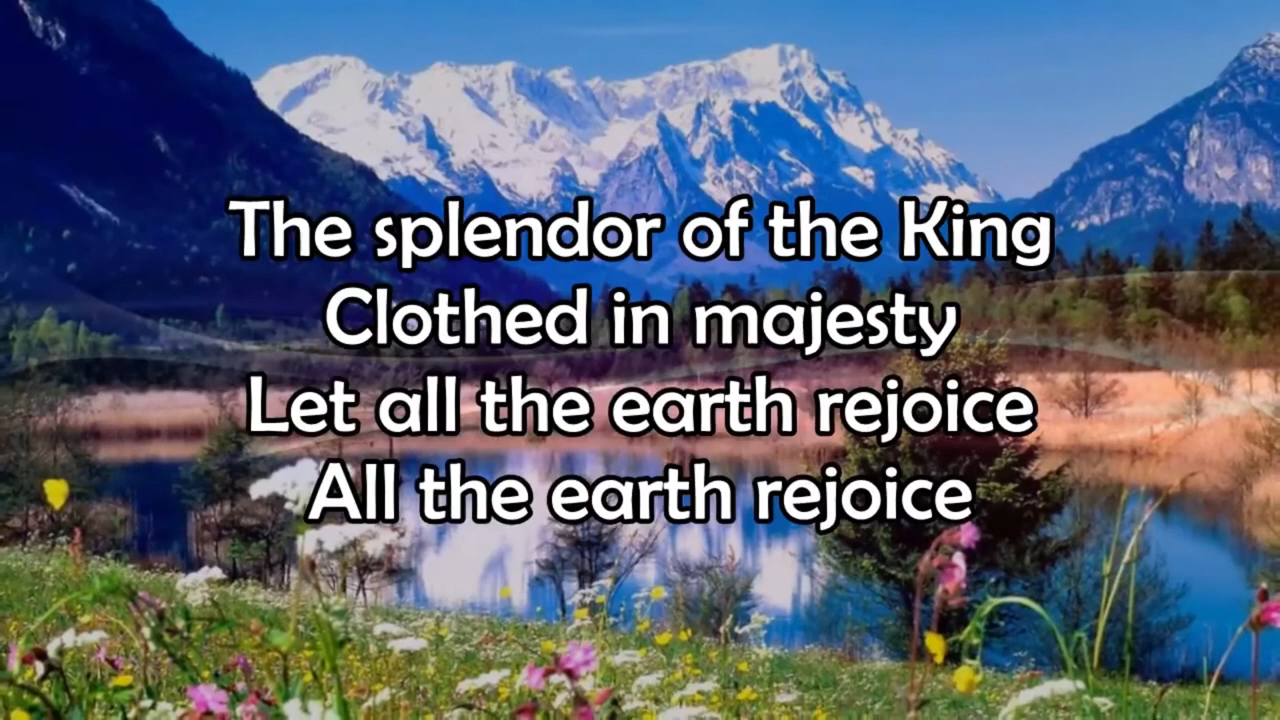 The splendor of the King
Clothed in majesty
Let all the earth rejoice
All the earth rejoice